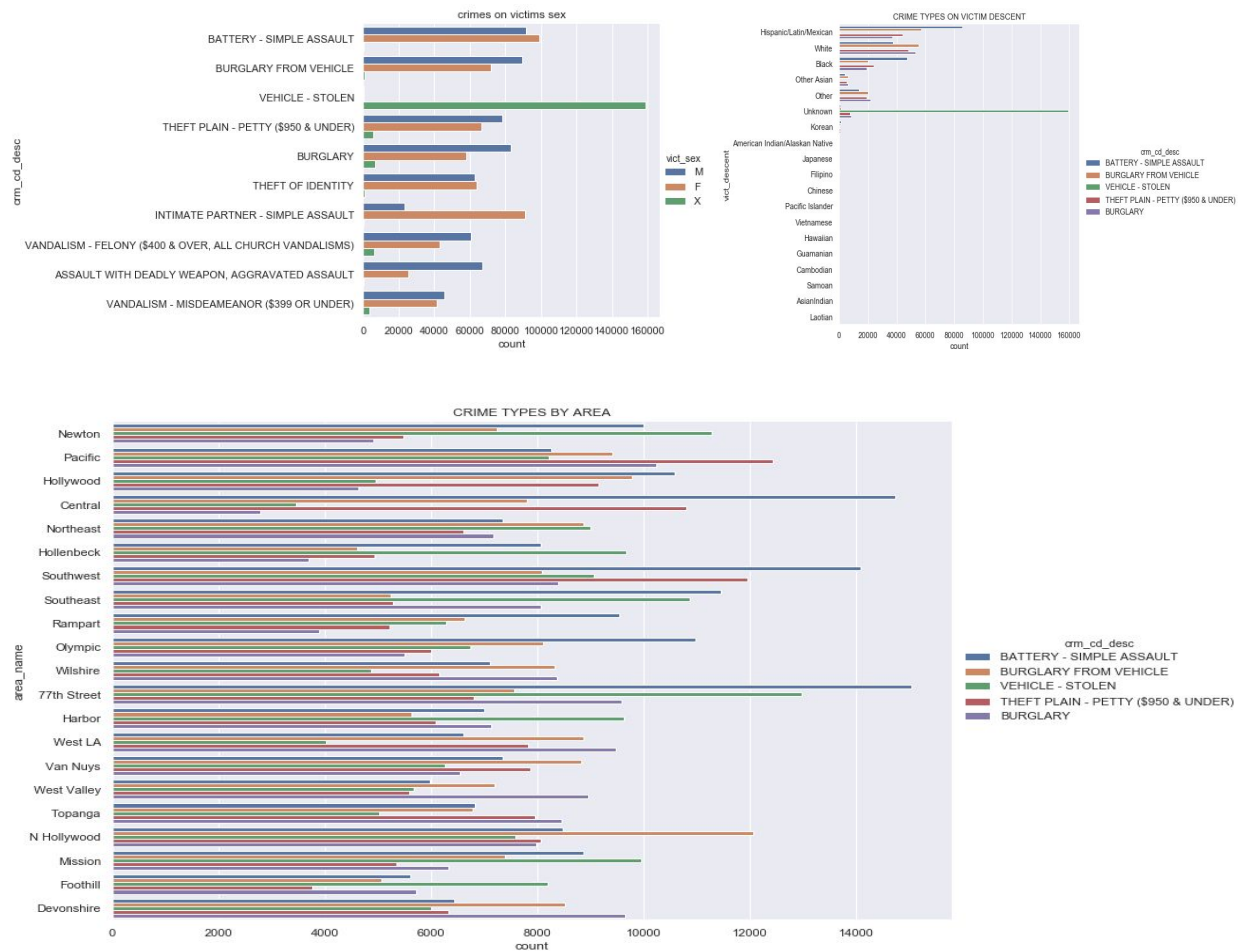 crimes on victims sex
crm_cd_desc
BATTERY - SIMPLE ASSAULT
BURGLARY FROM VEHICLE
VEHICLE - STOLEN
THEFT PLAIN - PETTY ($950 & UNDER)
BURGLARY
THEFT OF IDENTITY
INTIMATE PARTNER - SIMPLE ASSAULT
VANDALISM - FELONY ($400 & OVER, ALL CHURCH VANDALISMS)
ASSAULT WITH DEADLY WEAPON, AGGRAVATED ASSAULT
VANDALISM - MISDEAMEANOR ($399 OR UNDER)
0 20000 40000 60000 80000 100000 120000 140000 160000
count
vict_sex
M
F
X
CRIME TYPES ON VICTIM DESCENT
vict_descent
Hispanic/Latin/Mexican
White
Black
Other Asian
Other
Unknown
Korean
American Indian/Alaskan Native
Japanese
Filipino
Chinese
Pacific Islander
Vietnamese
Hawaiian
Guamanian
Cambodian
Samoan
AsianIndian
Laotian
0 20000 40000 60000 80000 100000 120000 140000 160000
count
crm_cd_desc
BATTERY - SIMPLE ASSAULT
BURGLARY FROM VEHICLE
VEHICLE - STOLEN
THEFT PLAIN - PETTY ($950 & UNDER)
BURGLARY
CRIME TYPES BY AREA
area_name
Newton
Pacific
Hollywood
Central
Northeast
Hollenbeck
Southwest
Southeast
Rampart
Olympic
Wilshire
77th Street
Harbor
West LA
Van Nuys
West Valley
Topanga
N Hollywood
Mission
Foothill
Devonshire
0 2000 4000 6000 8000 10000 12000 14000
count
crm_cd_desc
BATTERY - SIMPLE ASSAULT
BURGLARY FROM VEHICLE
VEHICLE - STOLEN
THEFT PLAIN - PETTY ($950 & UNDER)
BURGLARY